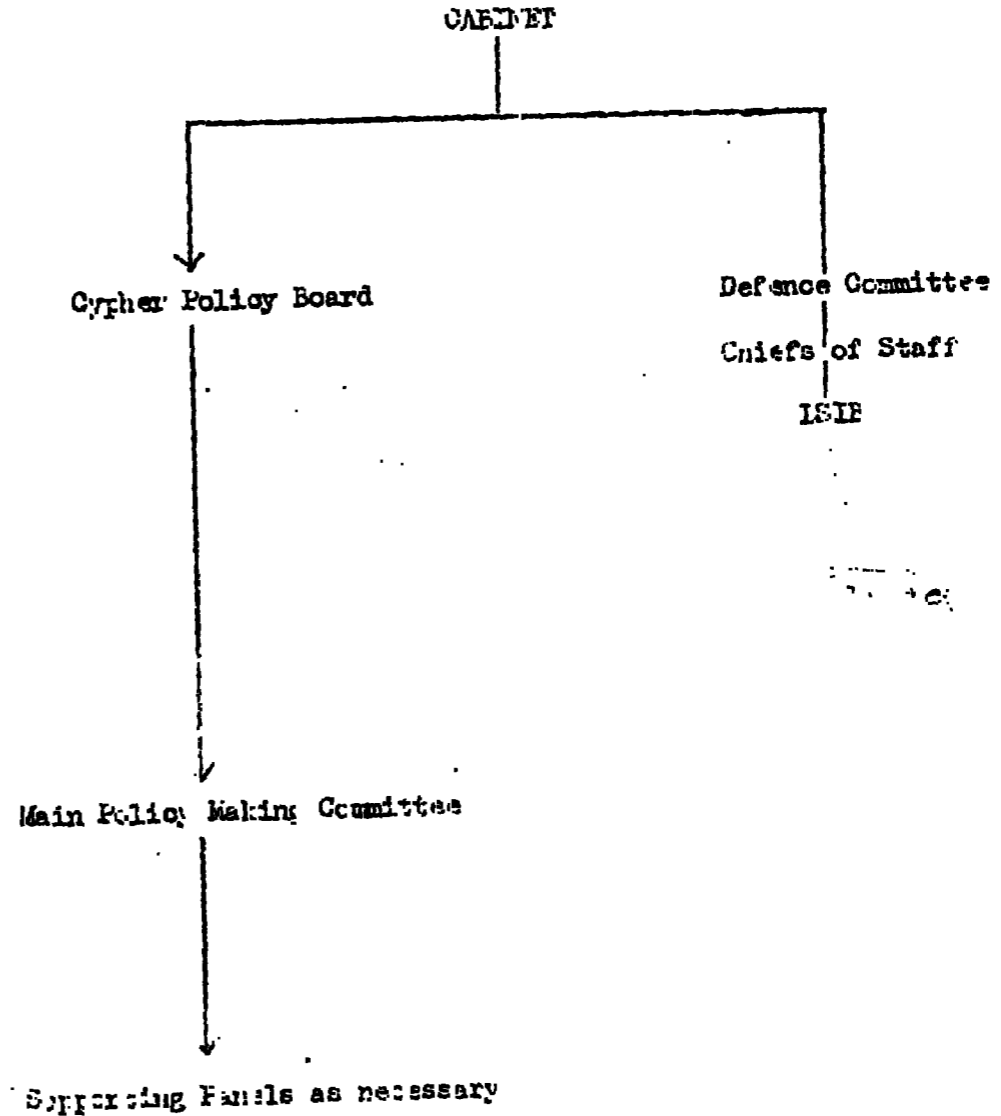 CABINET
Cypher Policy Board
Defence Committee
Chiefs of Staff
Main Policy Making Committee
Supporting Panels as necessary